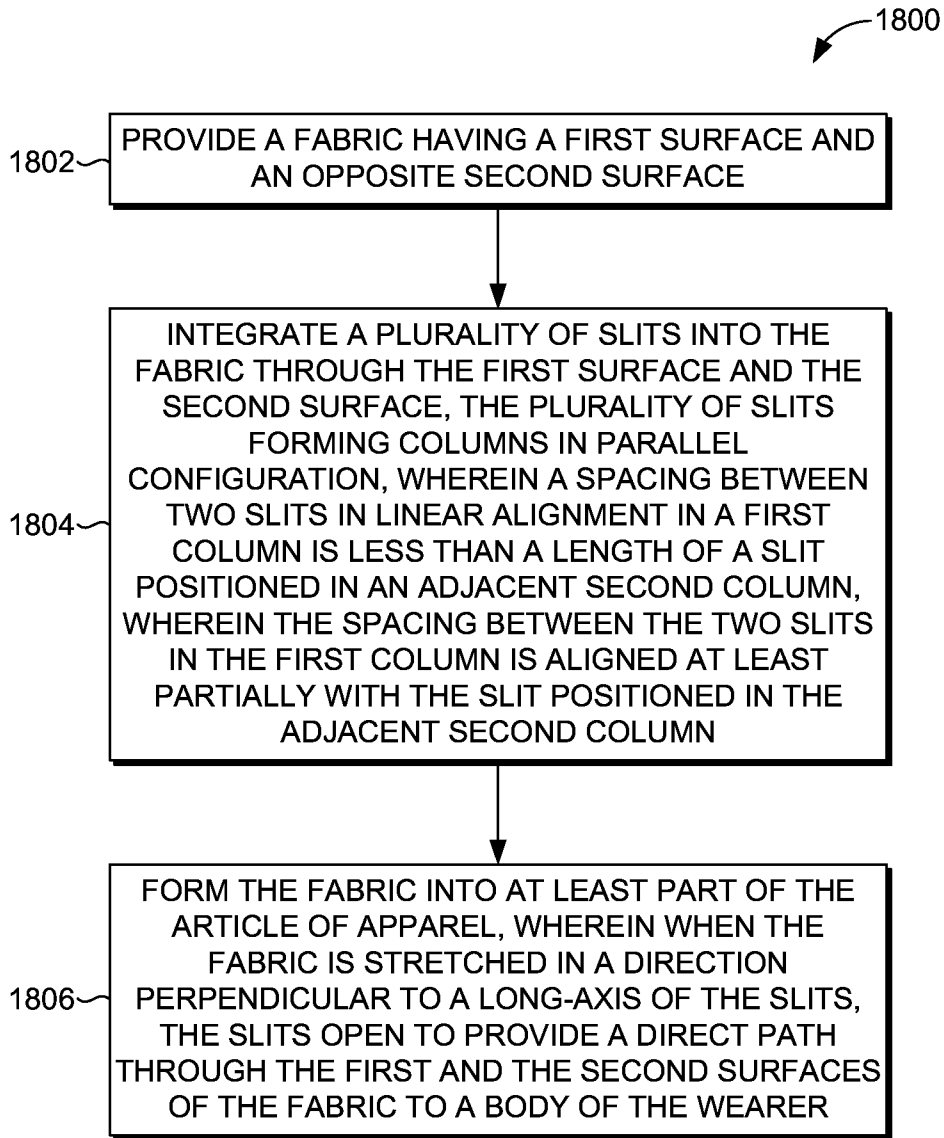 1800
PROVIDE A FABRIC HAVING A FIRST SURFACE AND
AN OPPOSITE SECOND SURFACE
1802
INTEGRATE A PLURALITY OF SLITS INTO THE
FABRIC THROUGH THE FIRST SURFACE AND THE
SECOND SURFACE, THE PLURALITY OF SLITS
FORMING COLUMNS IN PARALLEL
CONFIGURATION, WHEREIN A SPACING BETWEEN
TWO SLITS IN LINEAR ALIGNMENT IN A FIRST
COLUMN IS LESS THAN A LENGTH OF A SLIT
POSITIONED IN AN ADJACENT SECOND COLUMN,
WHEREIN THE SPACING BETWEEN THE TWO SLITS
IN THE FIRST COLUMN IS ALIGNED AT LEAST
PARTIALLY WITH THE SLIT POSITIONED IN THE
ADJACENT SECOND COLUMN
1804
FORM THE FABRIC INTO AT LEAST PART OF THE
ARTICLE OF APPAREL, WHEREIN WHEN THE
FABRIC IS STRETCHED IN A DIRECTION
PERPENDICULAR TO A LONG-AXIS OF THE SLITS,
THE SLITS OPEN TO PROVIDE A DIRECT PATH
THROUGH THE FIRST AND THE SECOND SURFACES
OF THE FABRIC TO A BODY OF THE WEARER
1806